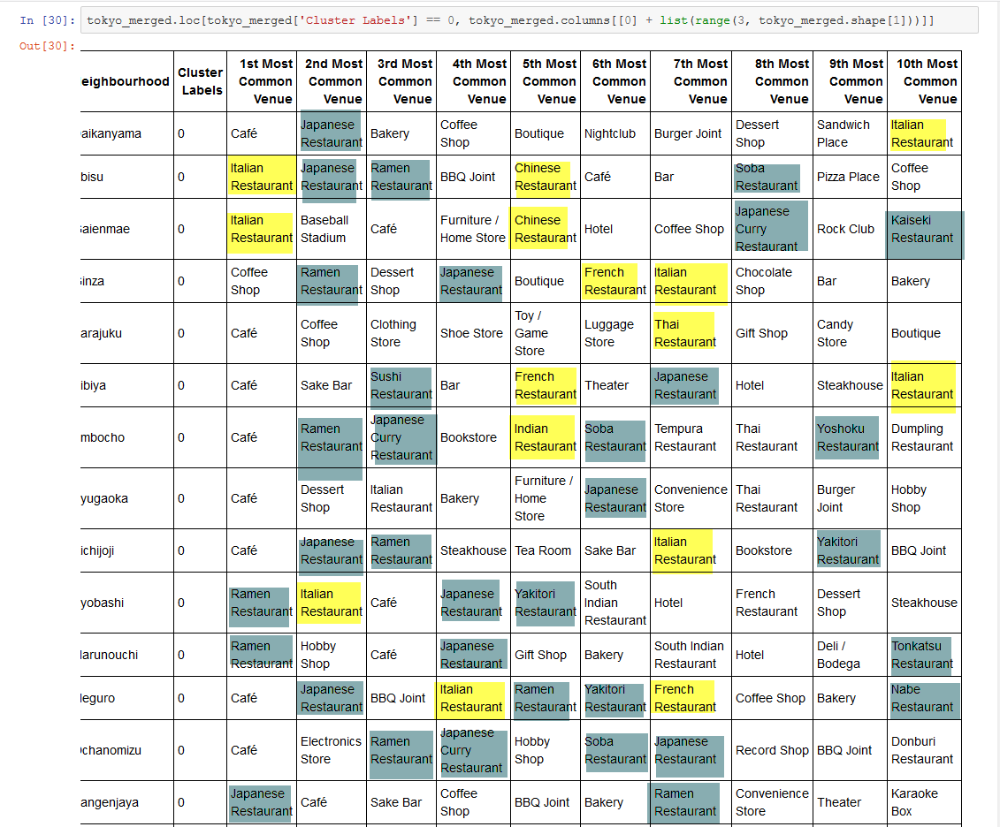 In [30]: tokyo_merged.loc[tokyo_merged['Cluster Labels'] == 0, tokyo_merged.columns[[0] + list(range(3, tokyo_merged.shape[1]))]]
Out[30]:
eighbourhood Cluster Labels 1st Most Common Venue 2nd Most Common Venue 3rd Most Common Venue 4th Most Common Venue 5th Most Common Venue 6th Most Common Venue 7th Most Common Venue 8th Most Common Venue 9th Most Common Venue 10th Most Common Venue
aikanyama 0 Café Japanese Restaurant Bakery Coffee Shop Boutique Nightclub Burger Joint Dessert Shop Sandwich Place Italian Restaurant
bisu 0 Italian Restaurant Japanese Restaurant Ramen Restaurant BBQ Joint Chinese Restaurant Café Bar Soba Restaurant Pizza Place Coffee Shop
aienmae 0 Italian Restaurant Baseball Stadium Café Furniture / Home Store Chinese Restaurant Hotel Coffee Shop Japanese Curry Restaurant Rock Club Kaiseki Restaurant
inza 0 Coffee Shop Ramen Restaurant Dessert Shop Japanese Restaurant Boutique French Restaurant Italian Restaurant Chocolate Shop Bar Bakery
arajuku 0 Café Coffee Shop Clothing Store Shoe Store Toy / Game Store Luggage Store Thai Restaurant Gift Shop Candy Store Boutique
ibiya 0 Café Sake Bar Sushi Restaurant Bar French Restaurant Theater Japanese Restaurant Hotel Steakhouse Italian Restaurant
mbocho 0 Café Ramen Restaurant Japanese Curry Restaurant Bookstore Indian Restaurant Soba Restaurant Tempura Restaurant Thai Restaurant Yoshoku Restaurant Dumpling Restaurant
yugaoka 0 Café Dessert Shop Italian Restaurant Bakery Furniture / Home Store Japanese Restaurant Convenience Store Thai Restaurant Burger Joint Hobby Shop
ichijoji 0 Café Japanese Restaurant Ramen Restaurant Steakhouse Tea Room Sake Bar Italian Restaurant Bookstore Yakitori Restaurant BBQ Joint
yobashi 0 Ramen Restaurant Italian Restaurant Café Japanese Restaurant Yakitori Restaurant South Indian Restaurant Hotel French Restaurant Dessert Shop Steakhouse
arunouchi 0 Ramen Restaurant Hobby Shop Café Japanese Restaurant Gift Shop Bakery South Indian Restaurant Hotel Deli / Bodega Tonkatsu Restaurant
eguro 0 Café Japanese Restaurant BBQ Joint Italian Restaurant Ramen Restaurant Yakitori Restaurant French Restaurant Coffee Shop Bakery Nabe Restaurant
chanomizu 0 Café Electronics Store Ramen Restaurant Japanese Curry Restaurant Hobby Shop Soba Restaurant Japanese Restaurant Record Shop BBQ Joint Donburi Restaurant
angenjaya 0 Japanese Restaurant Café Sake Bar Coffee Shop BBQ Joint Bakery Ramen Restaurant Convenience Store Theater Karaoke Box